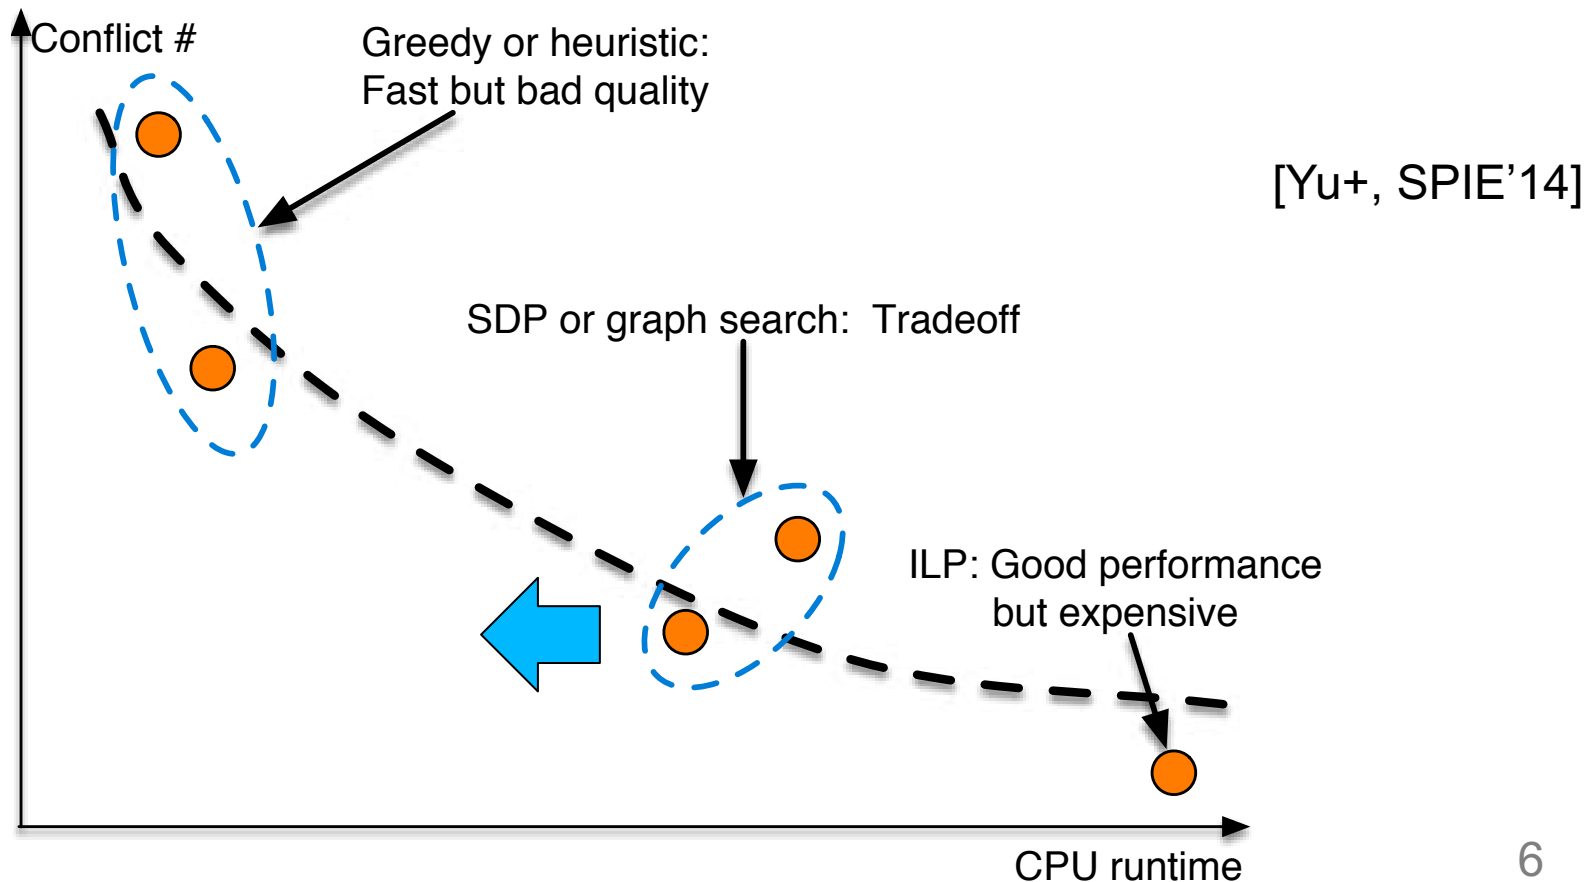 Conflict #
Greedy or heuristic:
Fast but bad quality
[Yu+, SPIE’14]
SDP or graph search:  Tradeoff
ILP: Good performance
but expensive
CPU runtime
6